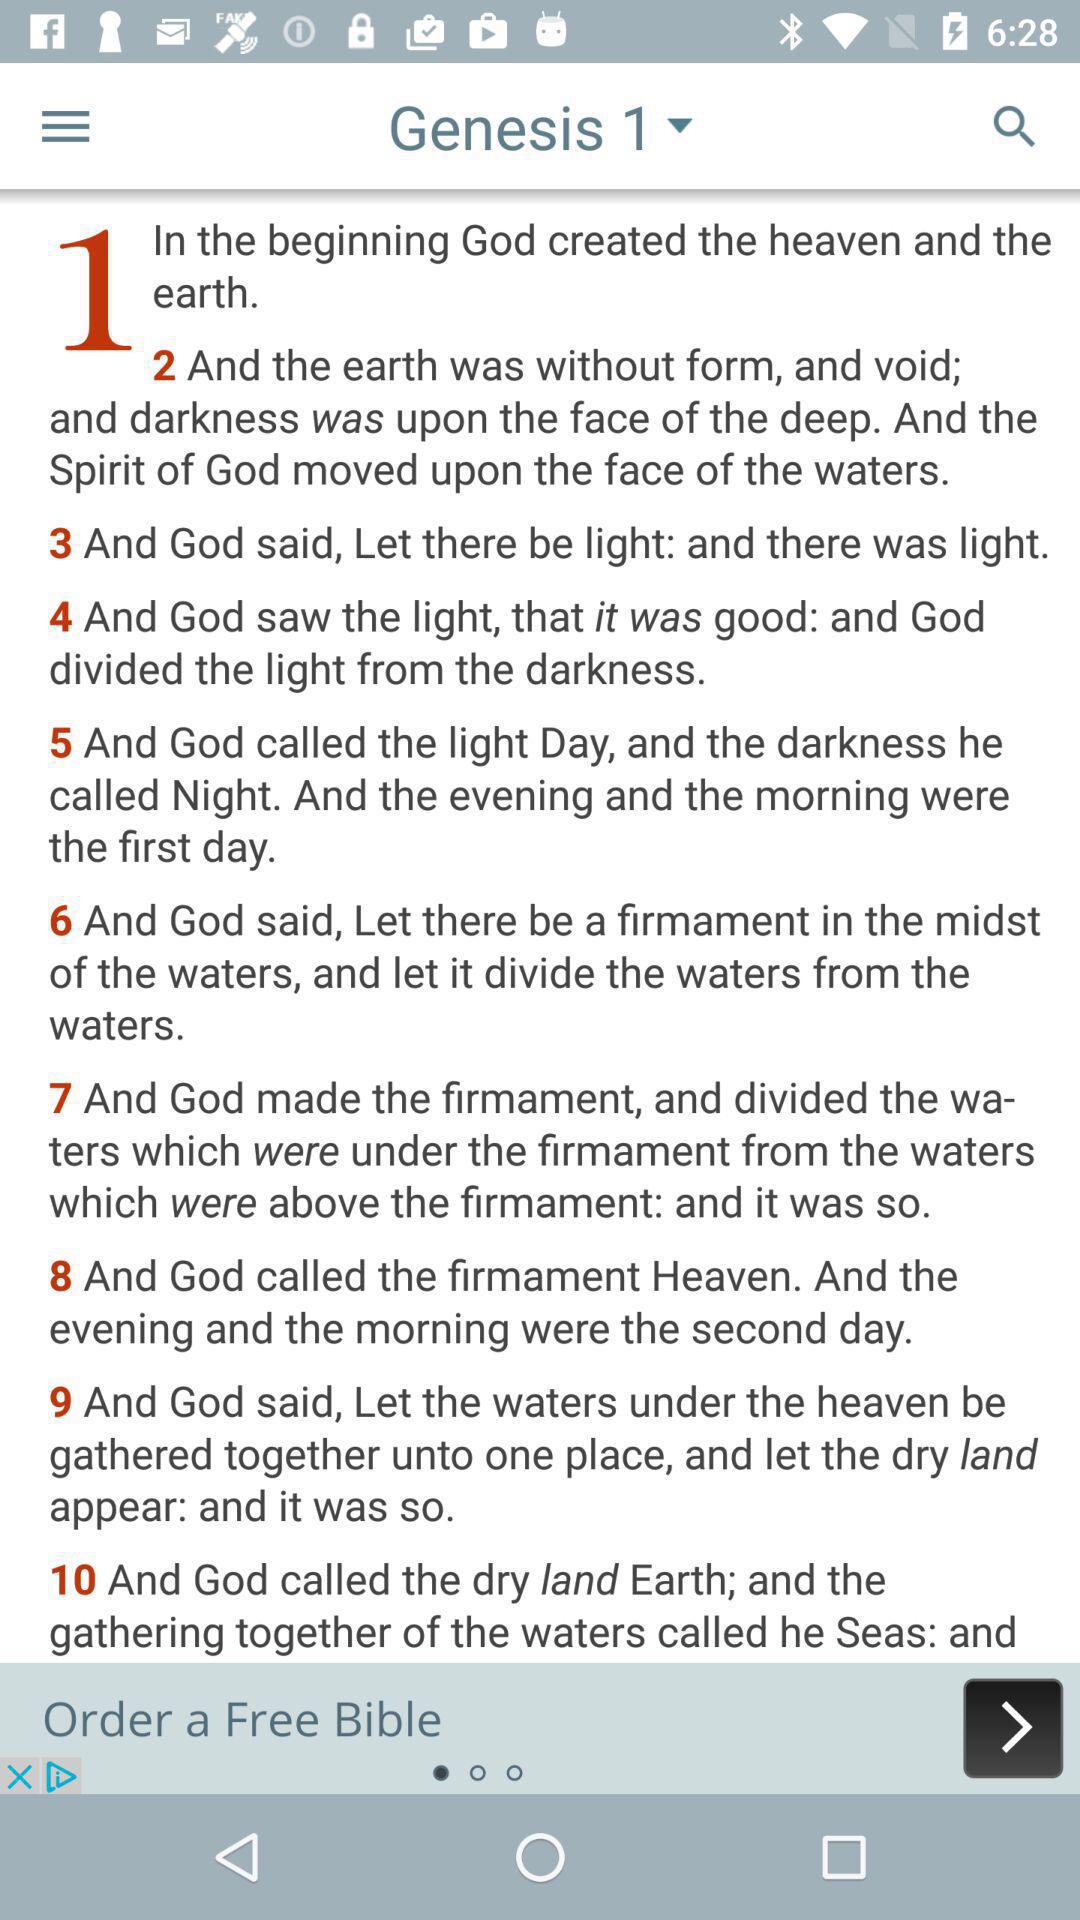 FAKE
6:28
Genesis 1
1 In the beginning God created the heaven and the
earth.
2 And the earth was without form, and void;
and darkness was upon the face of the deep. And the
Spirit of God moved upon the face of the waters.
3 And God said, Let there be light: and there was light.
4 And God saw the light, that it was good: and God
divided the light from the darkness.
5 And God called the light Day, and the darkness he
called Night. And the evening and the morning were
the first day.
6 And God said, Let there be a firmament in the midst
of the waters, and let it divide the waters from the
waters.
7 And God made the firmament, and divided the wa-
ters which were under the firmament from the waters
which were above the firmament: and it was so.
8 And God called the firmament Heaven. And the
evening and the morning were the second day.
9 And God said, Let the waters under the heaven be
gathered together unto one place, and let the dry land
appear: and it was so.
10 And God called the dry land Earth; and the
gathering together of the waters called he Seas: and
Order a Free Bible